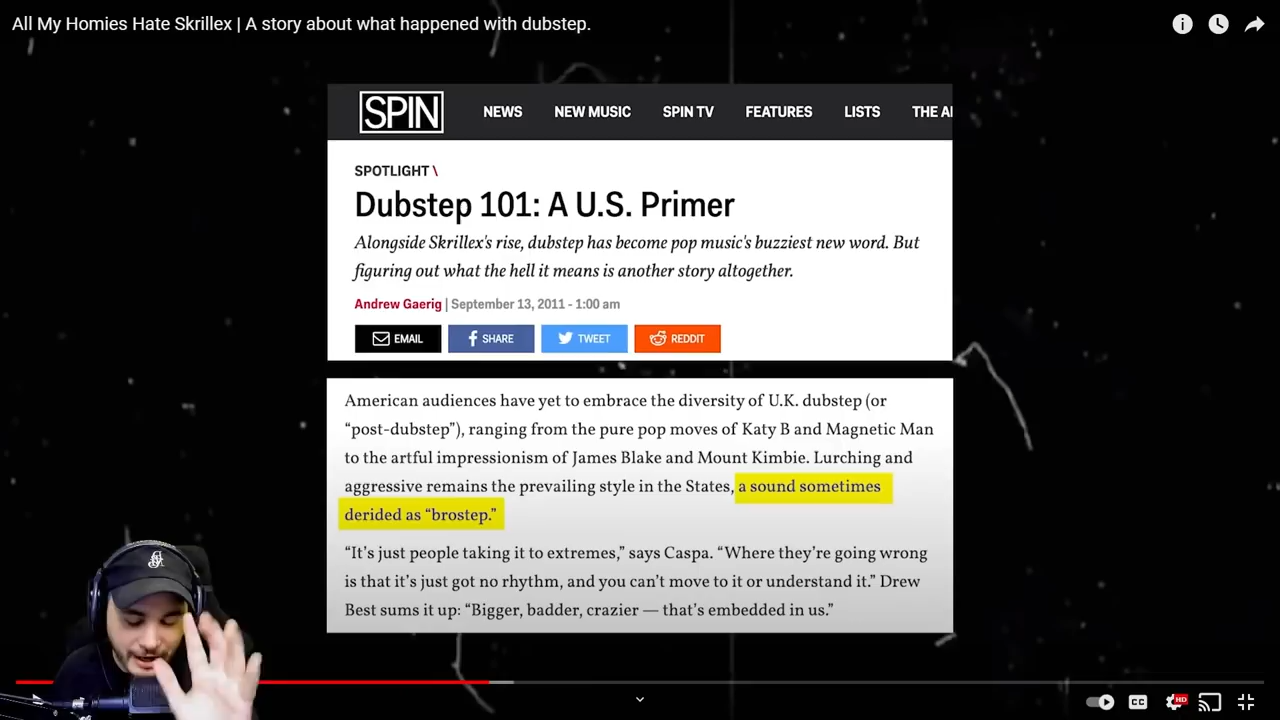 All My Homies Hate Skrillex | A story about what happened with dubstep.
SPIN NEWS NEW MUSIC SPIN TV FEATURES LISTS THE
SPOTLIGHT \
Dubstep 101: A U.S. Primer
Alongside Skrillex's rise, dubstep has become pop music's buzziest new word. But
figuring out what the hell it means is another story altogether.
Andrew Gaerig | September 13, 2011 - 1:00 am
EMAIL SHARE TWEET REDDIT
American audiences have yet to embrace the diversity of U.K. dubstep (or
“post-dubstep”), ranging from the pure pop moves of Katy B and Magnetic Man
to the artful impressionism of James Blake and Mount Kimbie. Lurching and
aggressive remains the prevailing style in the States, a sound sometimes
derided as “brostep.”
“It’s just people taking it to extremes,” says Caspa. “Where they’re going wrong
is that it’s just got no rhythm, and you can’t move to it or understand it.” Drew
Best sums it up: “Bigger, badder, crazier — that’s embedded in us.”
CC HD